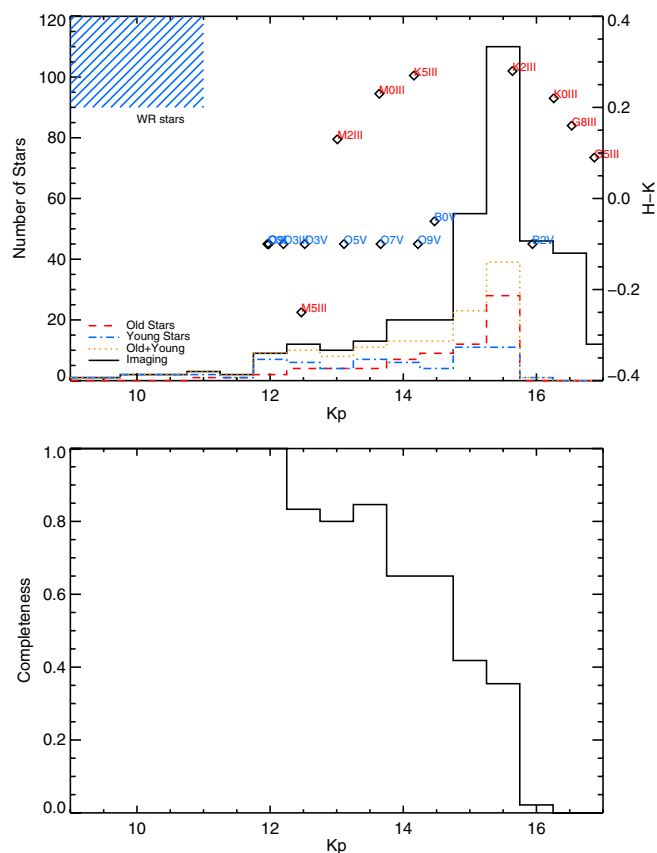 120
100
80
60
40
20
0
Number of Stars
0.4
0.2
0.0
−0.2
−0.4
H−K
WR stars
K5III
K2III
M0III
K0III
M2III
G8III
G5III
B0V
O3III
O3V
O5V
O7V
O9V
B2V
M5III
Old Stars
Young Stars
Old+Young
Imaging
10 12 14 16
Kp
1.0
0.8
0.6
0.4
0.2
0.0
Completeness
10 12 14 16
Kp